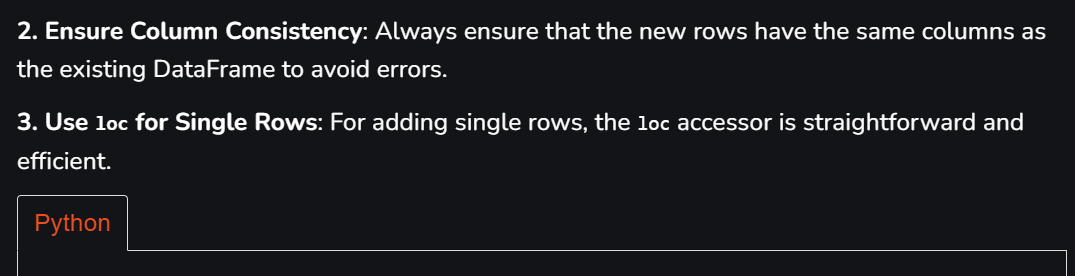 2. Ensure Column Consistency: Always ensure that the new rows have the same columns as
the existing DataFrame to avoid errors.
3. Use loc for Single Rows: For adding single rows, the loc accessor is straightforward and
efficient.
Python